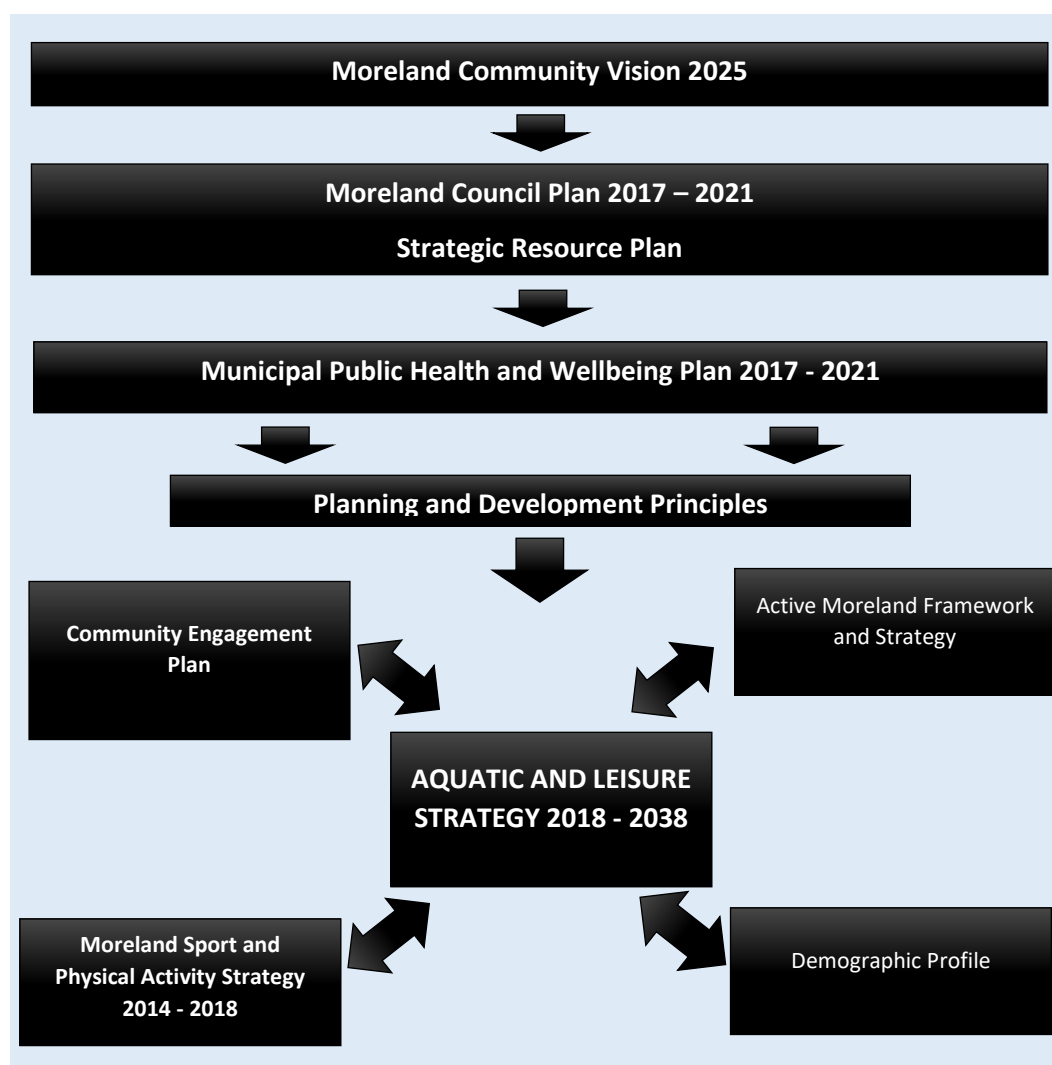 Moreland Community Vision 2025
Moreland Council Plan 2017 – 2021
Strategic Resource Plan
Municipal Public Health and Wellbeing Plan 2017 - 2021
Planning and Development Principles
Community Engagement
Plan
Active Moreland Framework
and Strategy
AQUATIC AND LEISURE
STRATEGY 2018 - 2038
Moreland Sport and
Physical Activity Strategy
2014 - 2018
Demographic Profile